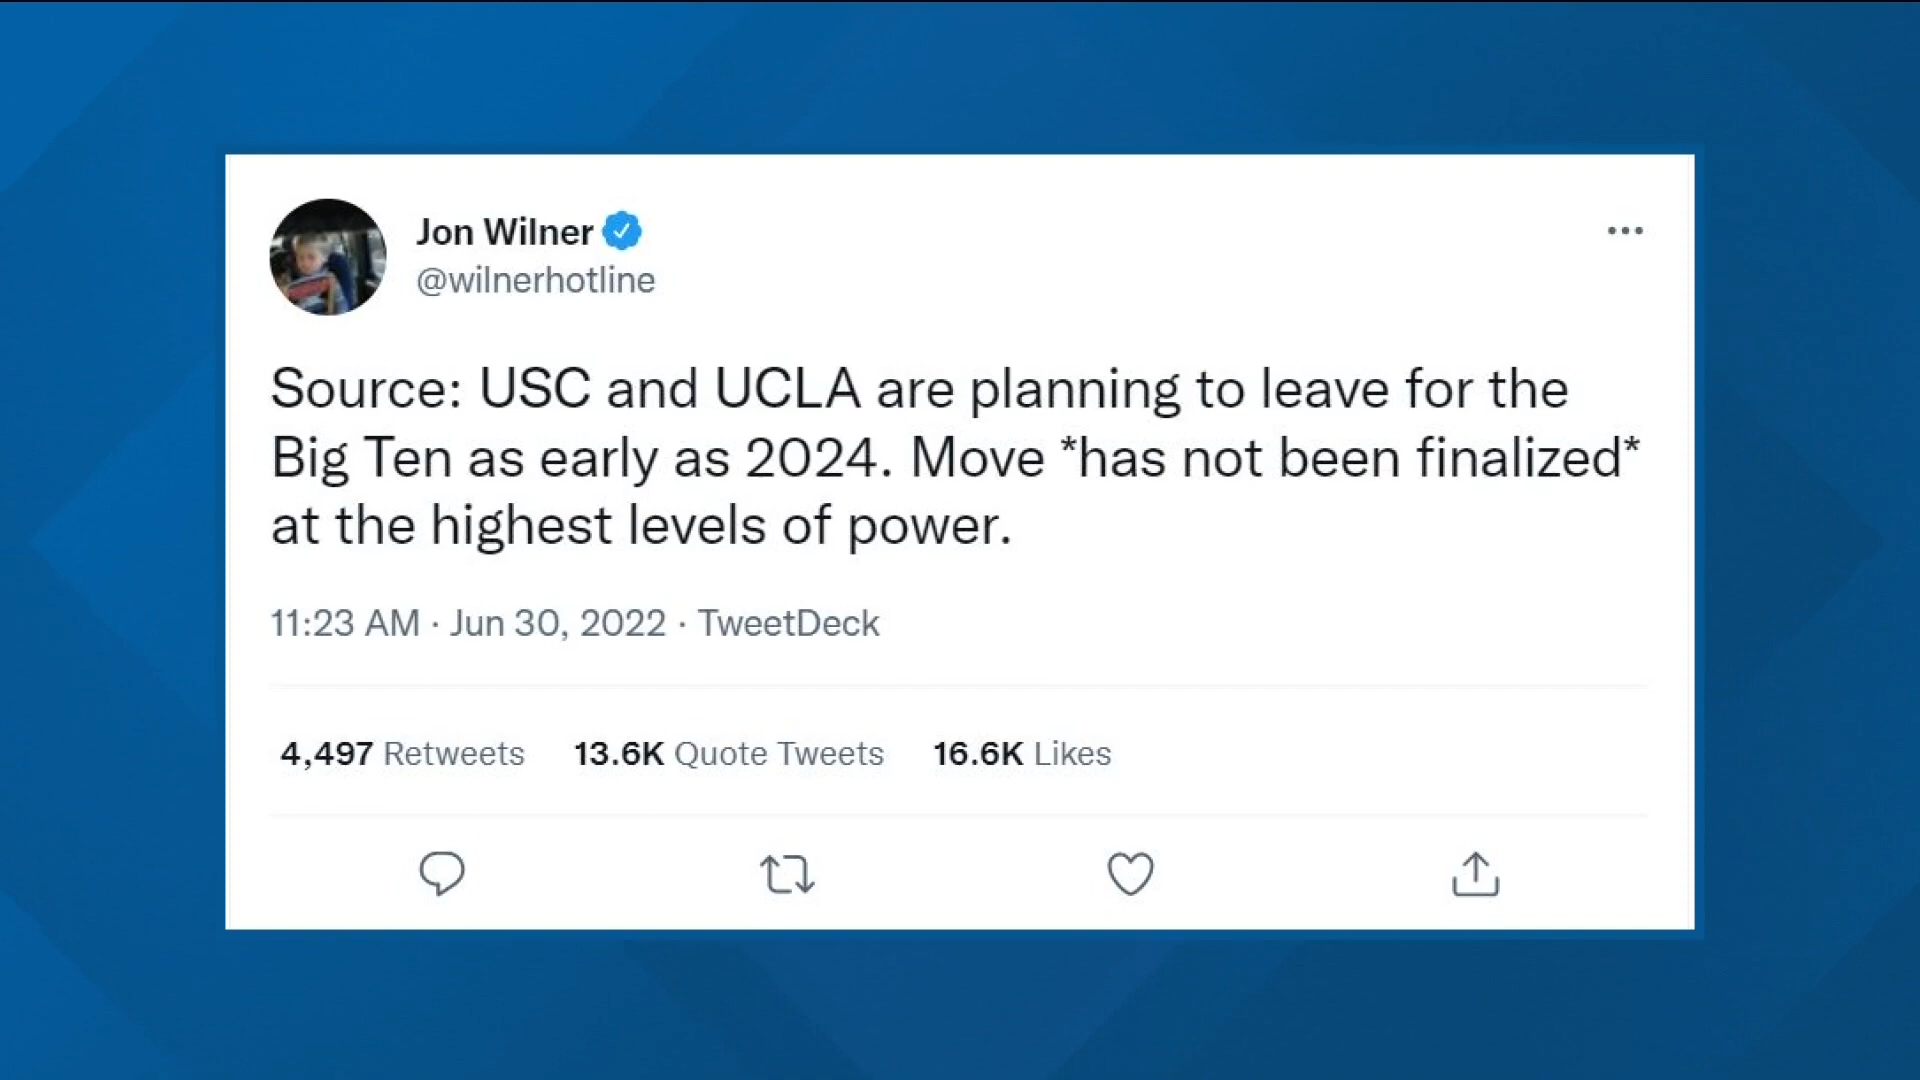 Jon Wilner
@wilnerhotline
Source: USC and UCLA are planning to leave for the
Big Ten as early as 2024. Move *has not been finalized*
at the highest levels of power.
11:23 AM · Jun 30, 2022 · TweetDeck
4,497 Retweets 13.6K Quote Tweets 16.6K Likes